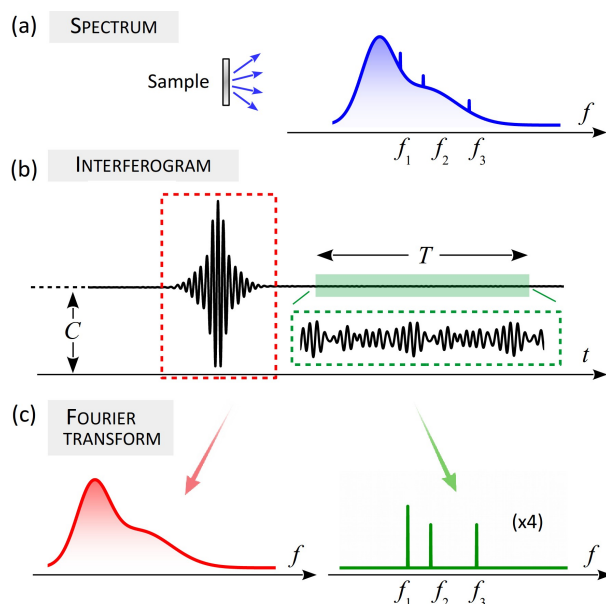 (a) SPECTRUM
Sample
f
f1 f2 f3
(b) INTERFEROGRAM
T
C
t
(c) FOURIER
TRANSFORM
(x4)
f f
f1 f2 f3